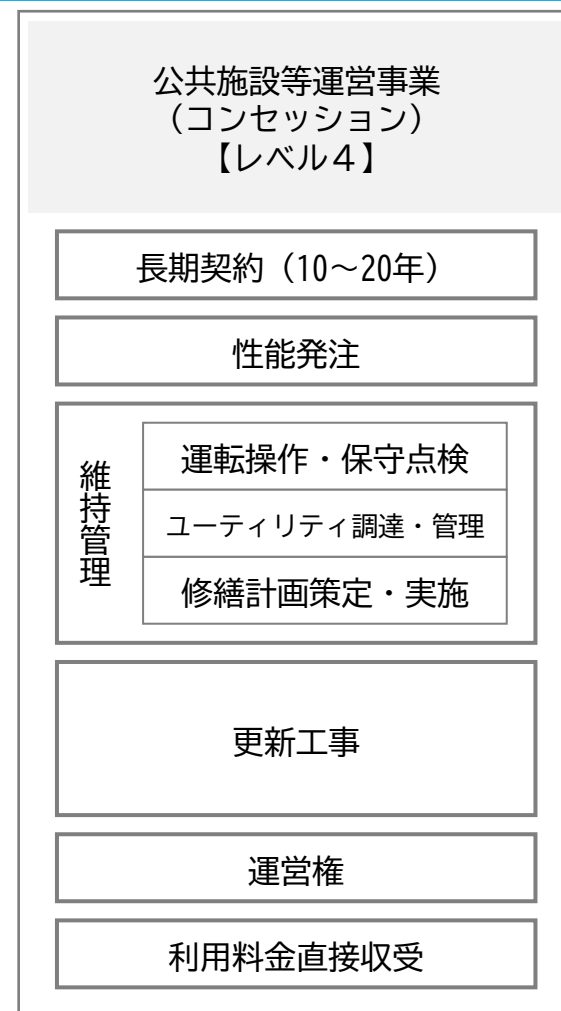 公共施設等運営事業
（コンセッション）
【レベル４】
長期契約（10～20年）
性能発注
維持管理
運転操作・保守点検
ユーティリティ調達・管理
修繕計画策定・実施
更新工事
運営権
利用料金直接収受